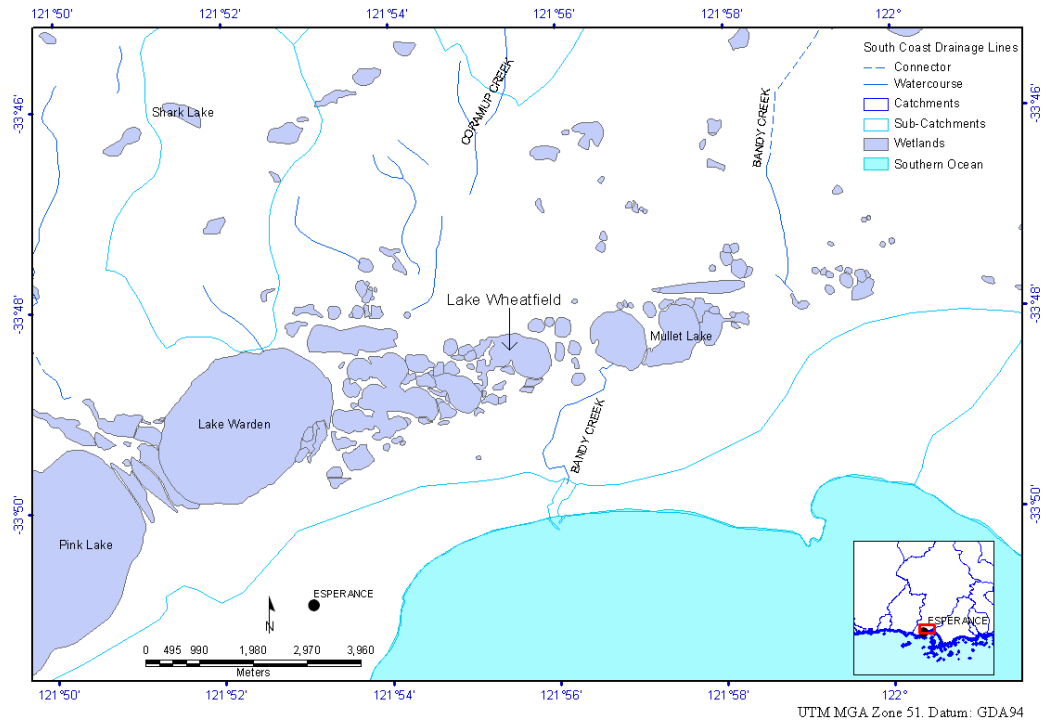 121°50'
121°52'
121°54'
121°56'
121°58'
122°
South Coast Drainage Lines
Connector
Watercourse
Catchments
Sub-Catchments
Wetlands
Southern Ocean
-33°46'
-33°46'
Shark Lake
CORAMUP CREEK
BANDY CREEK
-33°48'
-33°48'
Lake Wheatfield
Mullet Lake
Lake Warden
BANDY CREEK
-33°50'
-33°50'
Pink Lake
ESPERANCE
N
0 495 990 1,980 2,970 3,960
Meters
ESPERANCE
121°50'
121°52'
121°54'
121°56'
121°58'
122°
UTM MGA Zone 51. Datum: GDA94